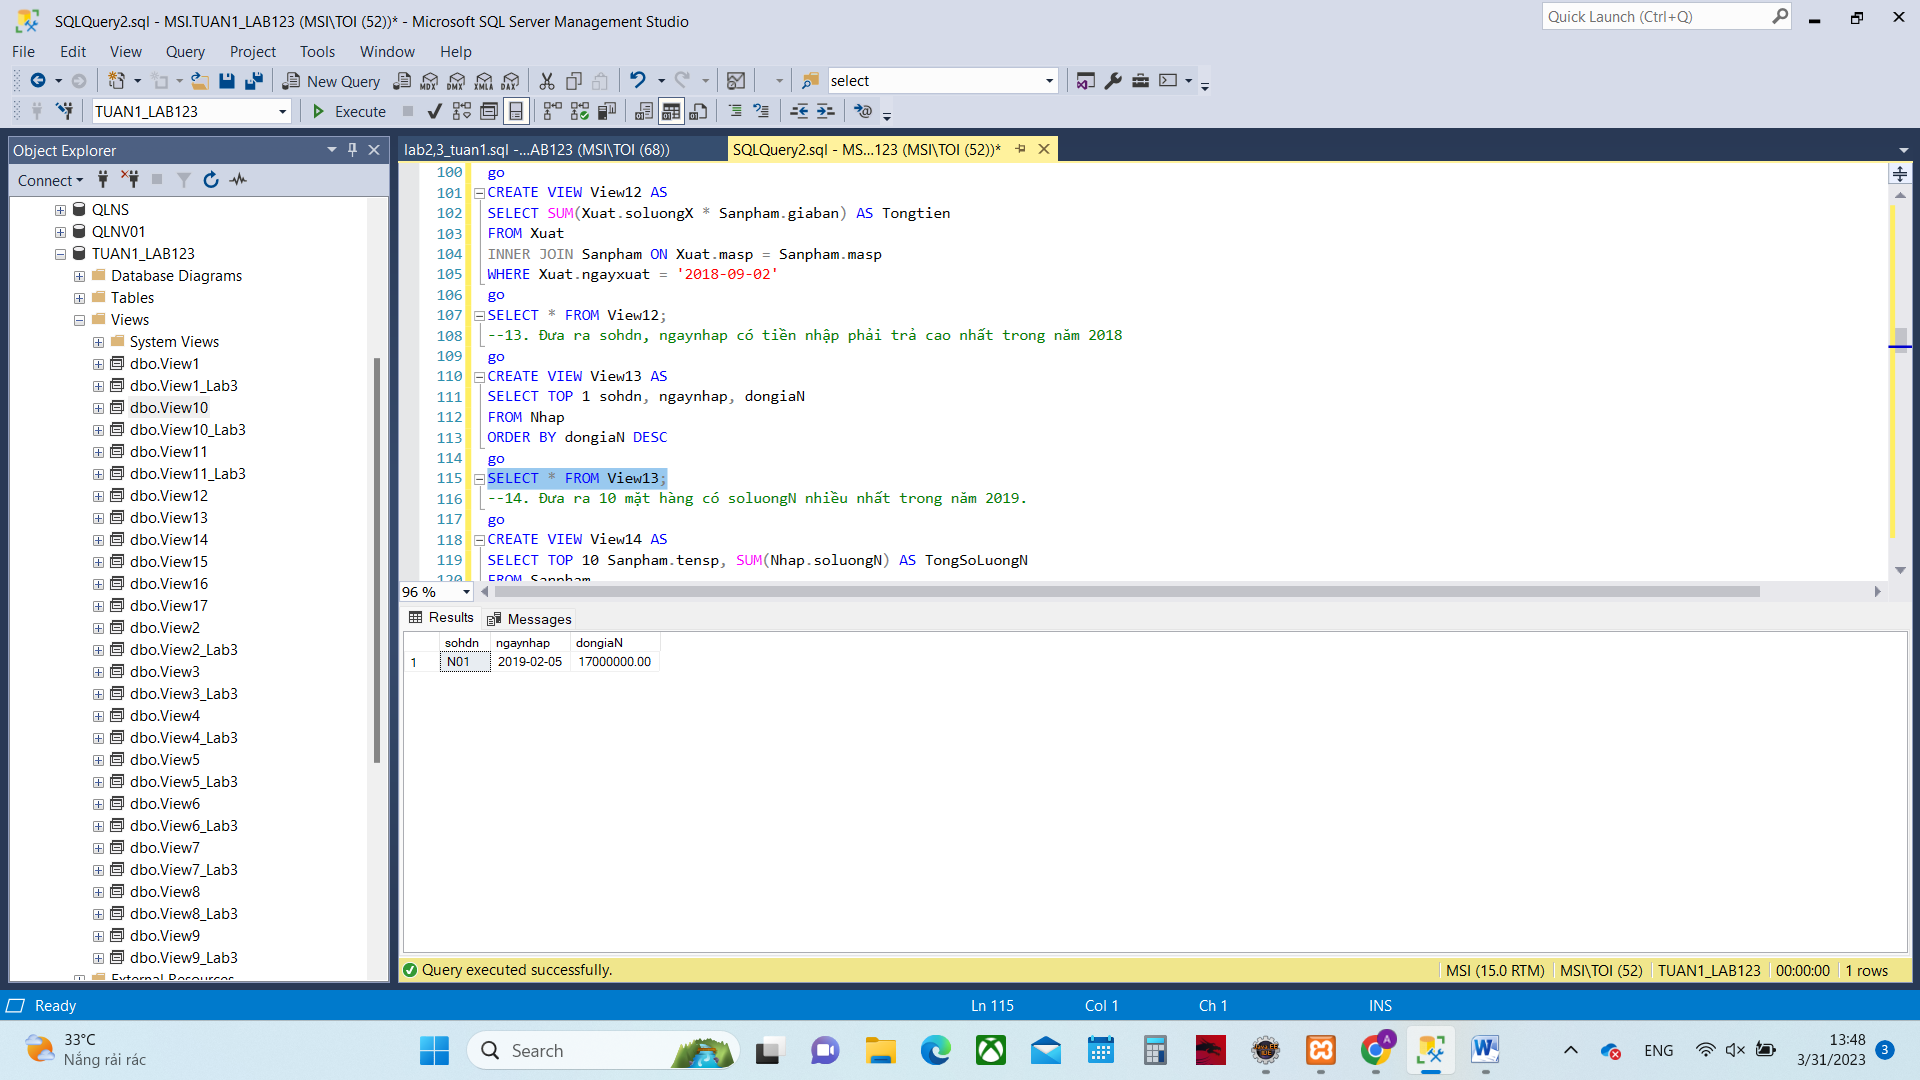 SQLQuery2.sql - MSI.TUAN1_LAB123 (MSI\TOI (52))* - Microsoft SQL Server Management Studio
Quick Launch (Ctrl+Q)
File Edit View Query Project Tools Window Help
New Query MDX DMX XMLA DAX select
TUAN1_LAB123 Execute
Object Explorer
Connect
QLNS
QLNV01
TUAN1_LAB123
Database Diagrams
Tables
Views
System Views
dbo.View1
dbo.View1_Lab3
dbo.View10
dbo.View10_Lab3
dbo.View11
dbo.View11_Lab3
dbo.View12
dbo.View13
dbo.View14
dbo.View15
dbo.View16
dbo.View17
dbo.View2
dbo.View2_Lab3
dbo.View3
dbo.View3_Lab3
dbo.View4
dbo.View4_Lab3
dbo.View5
dbo.View5_Lab3
dbo.View6
dbo.View6_Lab3
dbo.View7
dbo.View7_Lab3
dbo.View8
dbo.View8_Lab3
dbo.View9
dbo.View9_Lab3
External Resources
lab2,3_tuan1.sql -...AB123 (MSI\TOI (68))
SQLQuery2.sql - MS...123 (MSI\TOI (52))*
100 go
101 CREATE VIEW View12 AS
102 SELECT SUM(Xuat.soluongX * Sanpham.giaban) AS Tongtien
103 FROM Xuat
104 INNER JOIN Sanpham ON Xuat.masp = Sanpham.masp
105 WHERE Xuat.ngayxuat = '2018-09-02'
106 go
107 SELECT * FROM View12;
108 --13. Đưa ra sohdn, ngaynhap có tiền nhập phải trả cao nhất trong năm 2018
109 go
110 CREATE VIEW View13 AS
111 SELECT TOP 1 sohdn, ngaynhap, dongiaN
112 FROM Nhap
113 ORDER BY dongiaN DESC
114 go
115 SELECT * FROM View13;
116 --14. Đưa ra 10 mặt hàng có soluongN nhiều nhất trong năm 2019.
117 go
118 CREATE VIEW View14 AS
119 SELECT TOP 10 Sanpham.tensp, SUM(Nhap.soluongN) AS TongSoLuongN
120 FROM Sanpham
96 %
Results Messages
sohdn ngaynhap dongiaN
1 N01 2019-02-05 17000000.00
Query executed successfully.
MSI (15.0 RTM) MSI\TOI (52) TUAN1_LAB123 00:00:00 1 rows
Ready Ln 115 Col 1 Ch 1 INS
33°C
Nắng rải rác
Search
ENG
13:48
3/31/2023
3